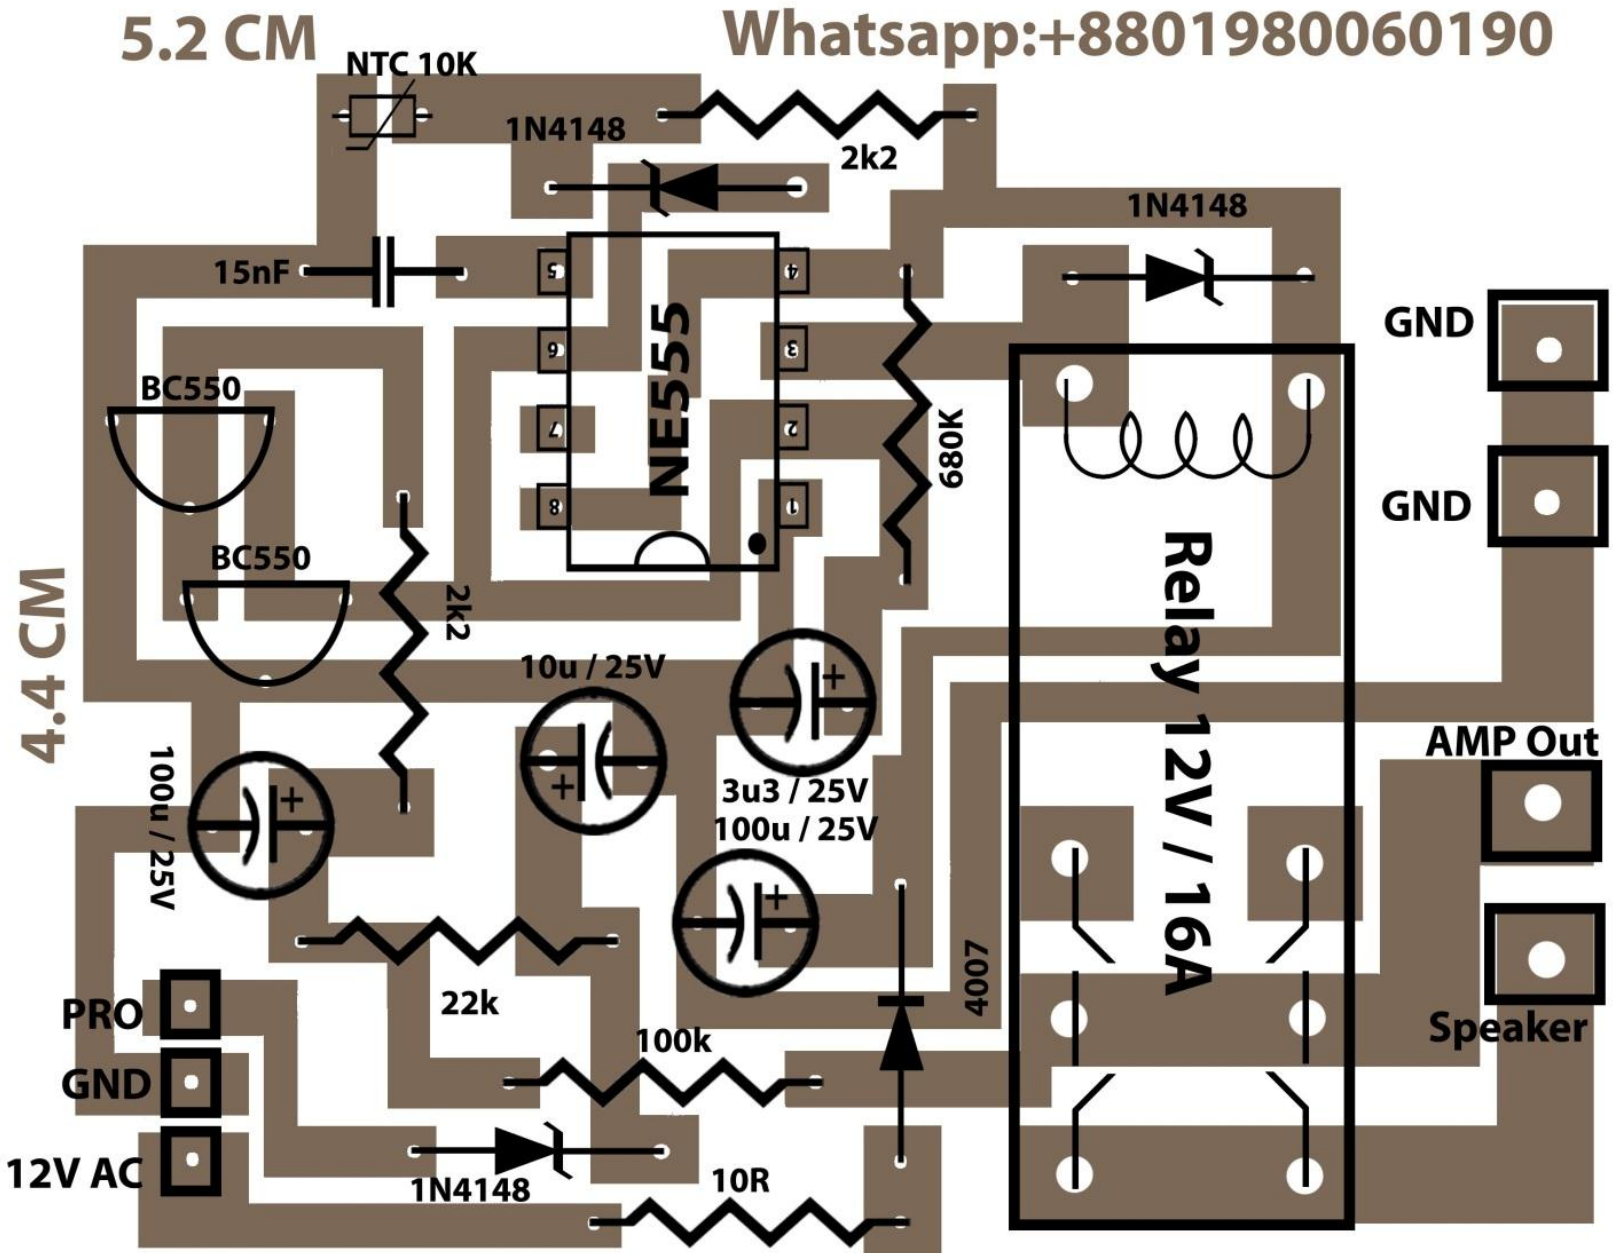 5.2 CM
Whatsapp:+8801980060190
NTC 10K
1N4148
2k2
1N4148
15nF
5
4
GND
6
3
NE555
BC550
7
2
680K
GND
8
1
BC550
2k2
Relay 12V / 16A
4.4 CM
10u / 25V
+
AMP Out
100u / 25V
+
+
3u3 / 25V
100u / 25V
+
4007
PRO
22k
Speaker
100k
GND
12V AC
1N4148
10R